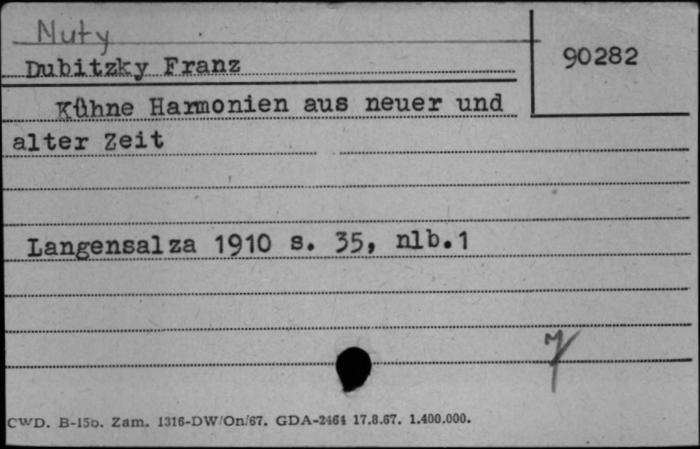 Nuty
90282
Dubitzky Franz
Kühne Harmonien aus neuer und
alter Zeit
Langensalza 1910 s. 35, nlb.1
CWD. B-15b. Zam. 1316-DW/On/67. GDA-2464 17.8.67. 1.400.000.